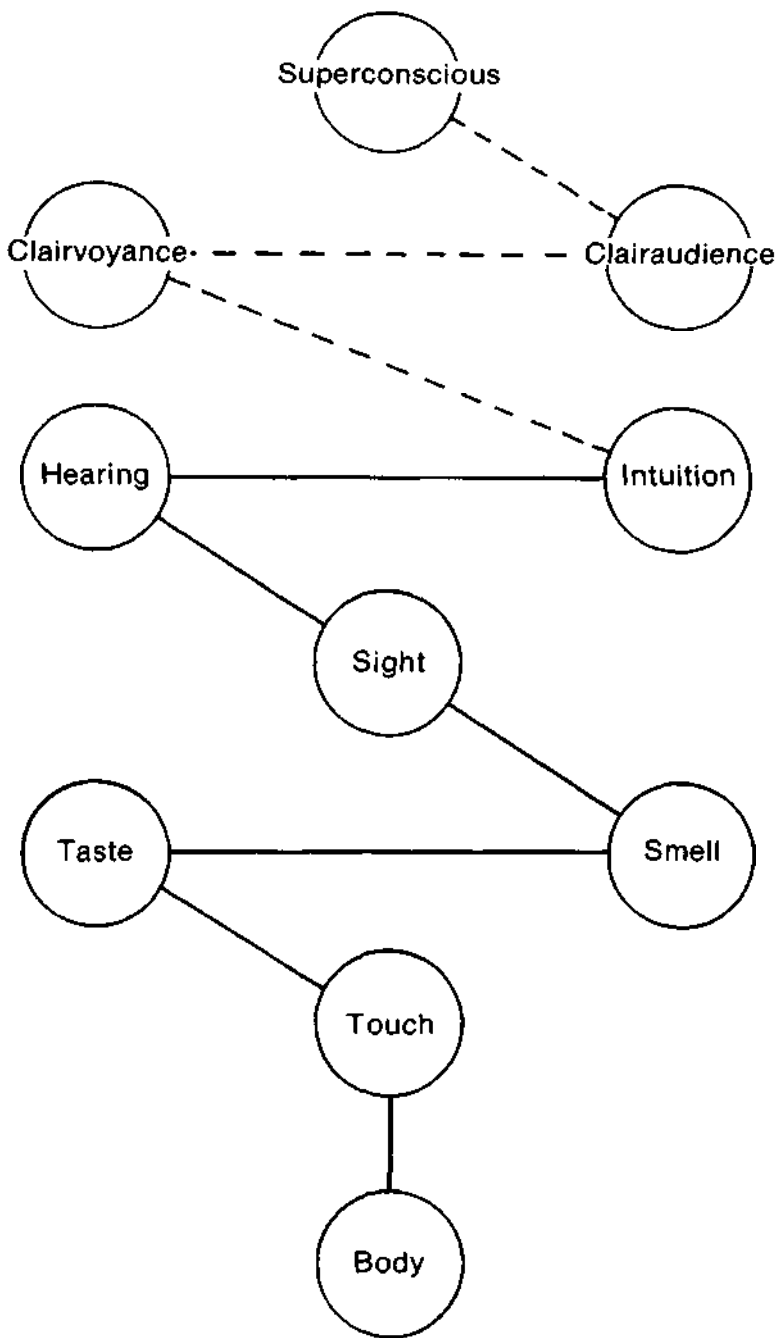 Superconscious
Clairvoyance
Clairaudience
Hearing
Intuition
Sight
Taste
Smell
Touch
Body